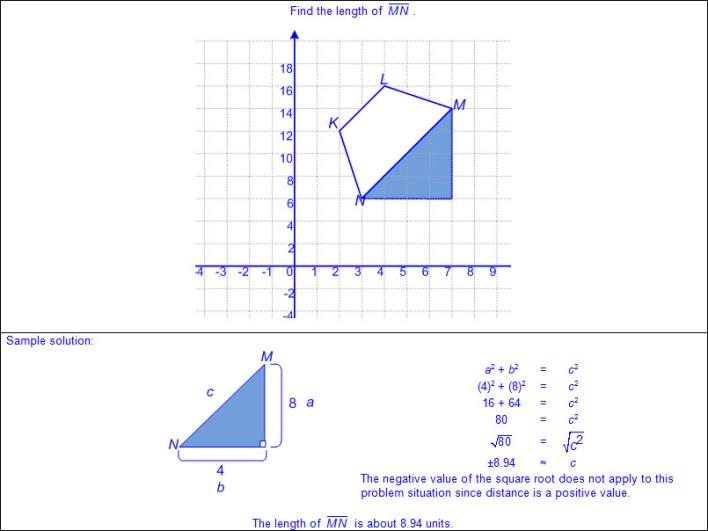 Find the length of MN .
18
L
16
M
14
K
12
10
8
N
6
4
2
-4 -3 -2 -1 0 1 2 3 4 5 6 7 8 9
-2
-4
Sample solution:
M
c
8 a
N
4
b
a² + b² = c²
(4)² + (8)² = c²
16 + 64 = c²
80 = c²
√80 = √c²
±8.94 ≈ c
The negative value of the square root does not apply to this
problem situation since distance is a positive value.
The length of MN is about 8.94 units.